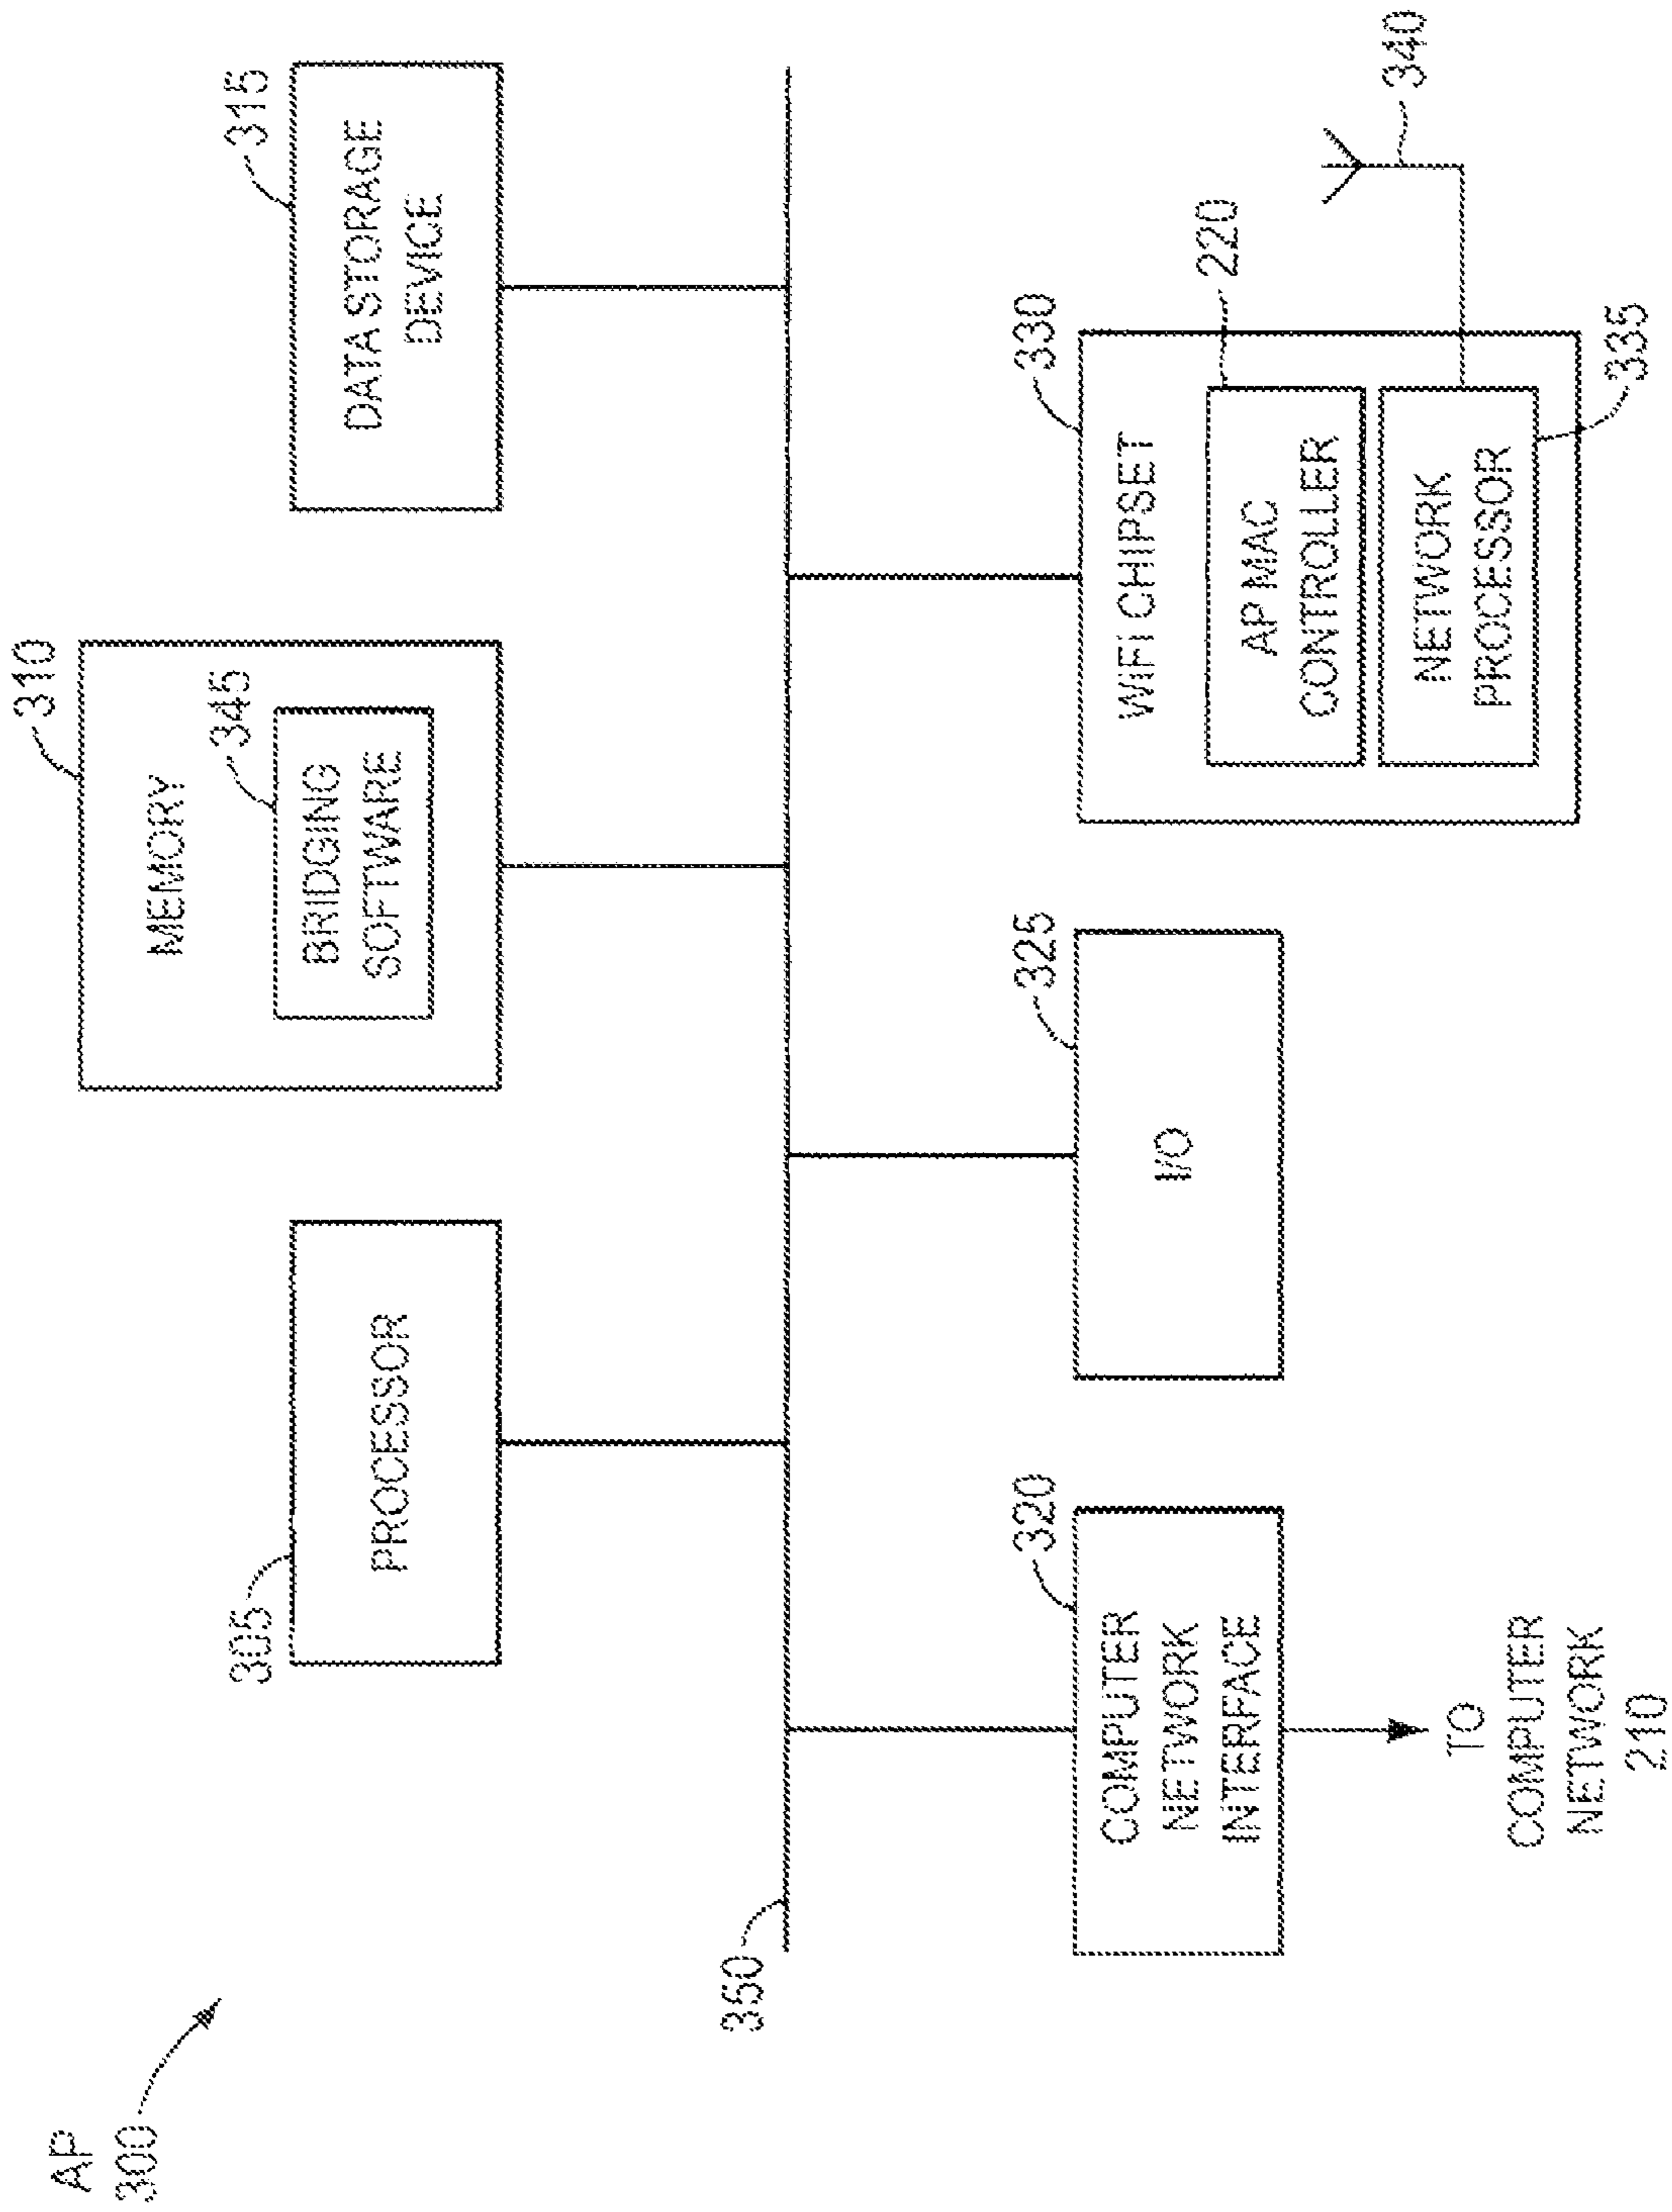 AP
300
305
PROCESSOR
310
MEMORY
345
BRIDGING
SOFTWARE
315
DATA STORAGE
DEVICE
350
320
COMPUTER
NETWORK
INTERFACE
TO
COMPUTER
NETWORK
210
325
I/O
330
WIFI CHIPSET
220
AP MAC
CONTROLLER
NETWORK
PROCESSOR
335
340